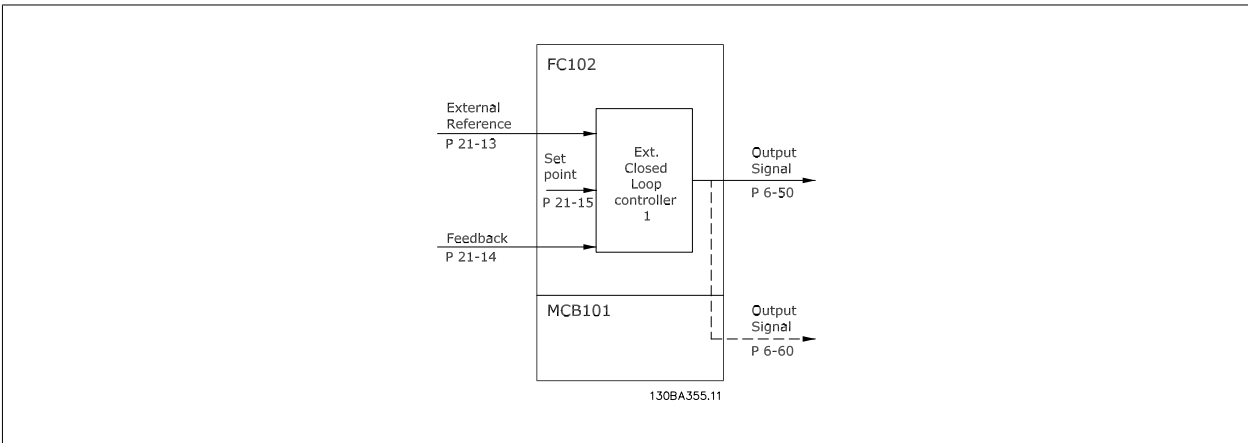 FC102
External
Reference
P 21-13
Set
point
P 21-15
Feedback
P 21-14
Ext.
Closed
Loop
controller
1
Output
Signal
P 6-50
MCB101
Output
Signal
P 6-60
130BA355.11